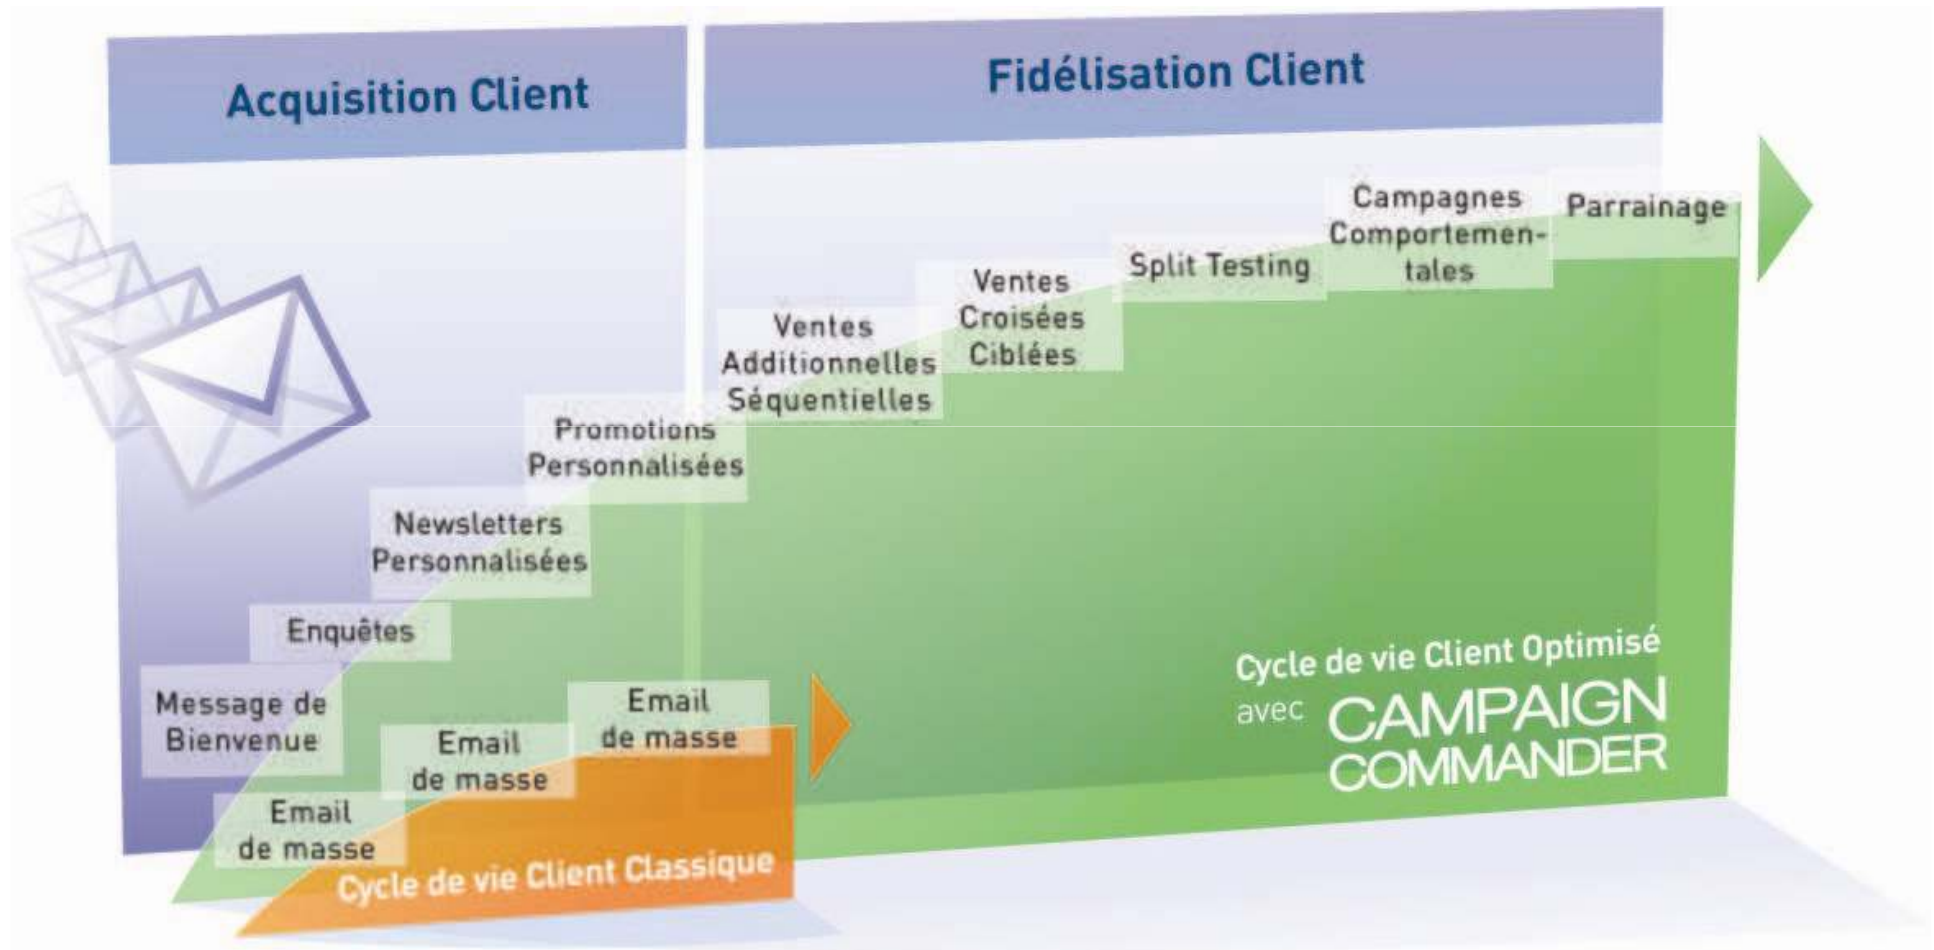 Acquisition Client
Fidélisation Client
Message de
Bienvenue
Enquêtes
Newsletters
Personnalisées
Promotions
Personnalisées
Ventes
Additionnelles
Séquentielles
Ventes
Croisées
Ciblées
Split Testing
Campagnes
Comportemen-
tales
Parrainage
Email
de masse
Email
de masse
Email
de masse
Cycle de vie Client Classique
Cycle de vie Client Optimisé
avec CAMPAIGN
COMMANDER